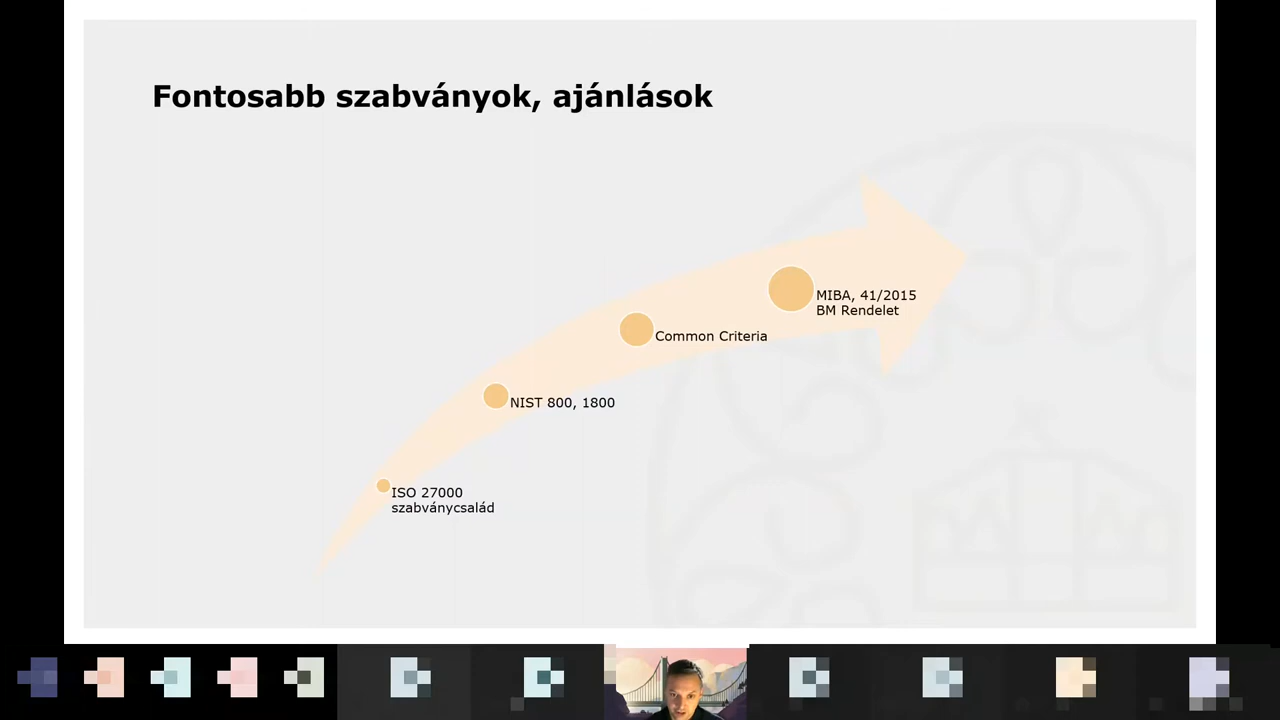 Fontosabb szabványok, ajánlások
MIBA, 41/2015
BM Rendelet
Common Criteria
NIST 800, 1800
ISO 27000
szabványcsalád